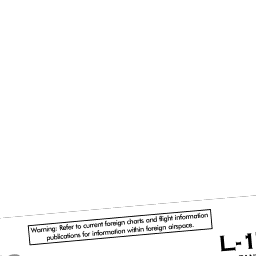 Warning: Refer to current foreign charts and flight information
publications for information within foreign airspace.